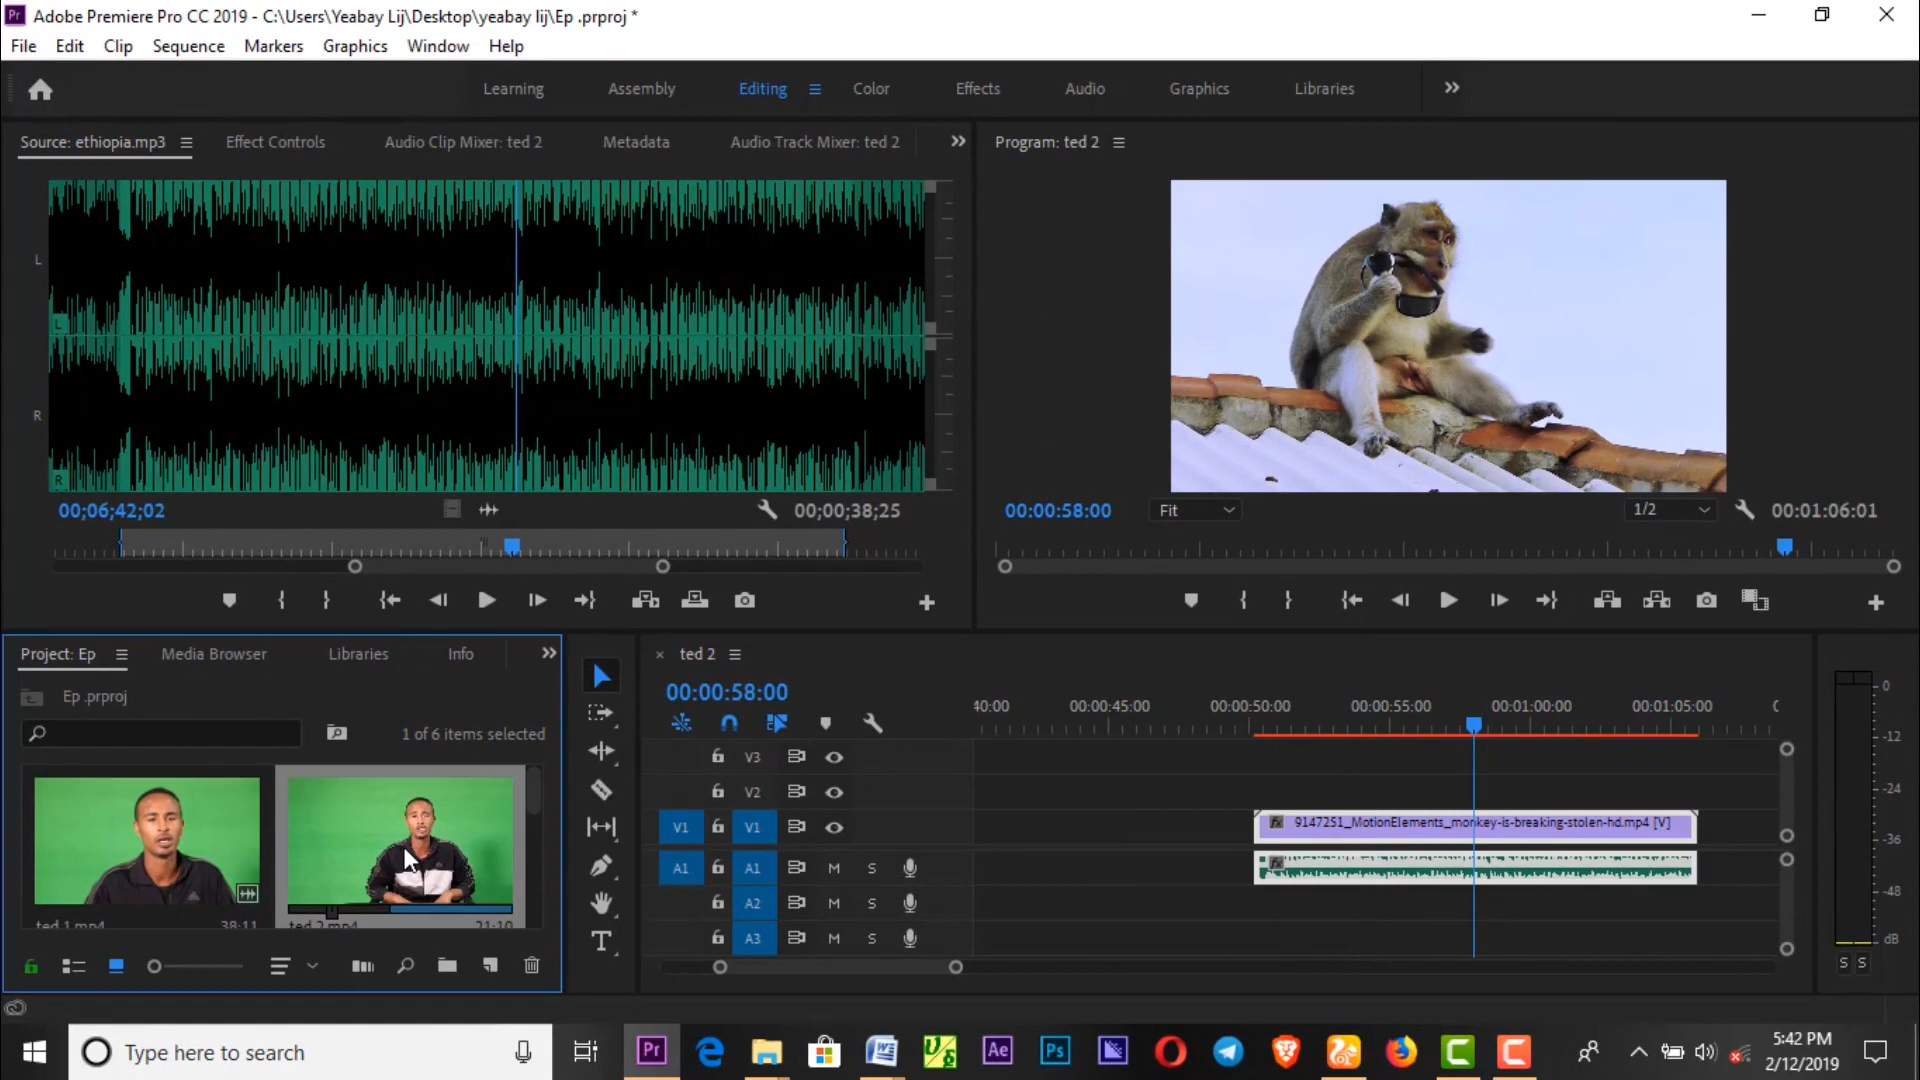 Adobe Premiere Pro CC 2019 - C:\Users\Yeabay Lij\Desktop\yeabay lij\Ep .prproj *
File Edit Clip Sequence Markers Graphics Window Help
Learning Assembly Editing Color Effects Audio Graphics Libraries
Source: ethiopia.mp3 Effect Controls Audio Clip Mixer: ted 2 Metadata Audio Track Mixer: ted 2
Program: ted 2
L
L
R
R
00;06;42;02 00;00;38;25
00:00:58:00 Fit 1/2 00:01:06:01
Project: Ep Media Browser Libraries Info
Ep .prproj
1 of 6 items selected
ted 1.mp4 38:11 ted 2.mp4 21:10
ted 2
00:00:58:00
40:00 00:00:45:00 00:00:50:00 00:00:55:00 00:01:00:00 00:01:05:00
V3
V2
V1 V1 fx 9147251_MotionElements_monkey-is-breaking-stolen-hd.mp4 [V]
A1 A1 M S fx
A2 M S
A3 M S
0
-12
-24
-36
-48
dB
S S
Type here to search
Pr Ae Ps
5:42 PM
2/12/2019